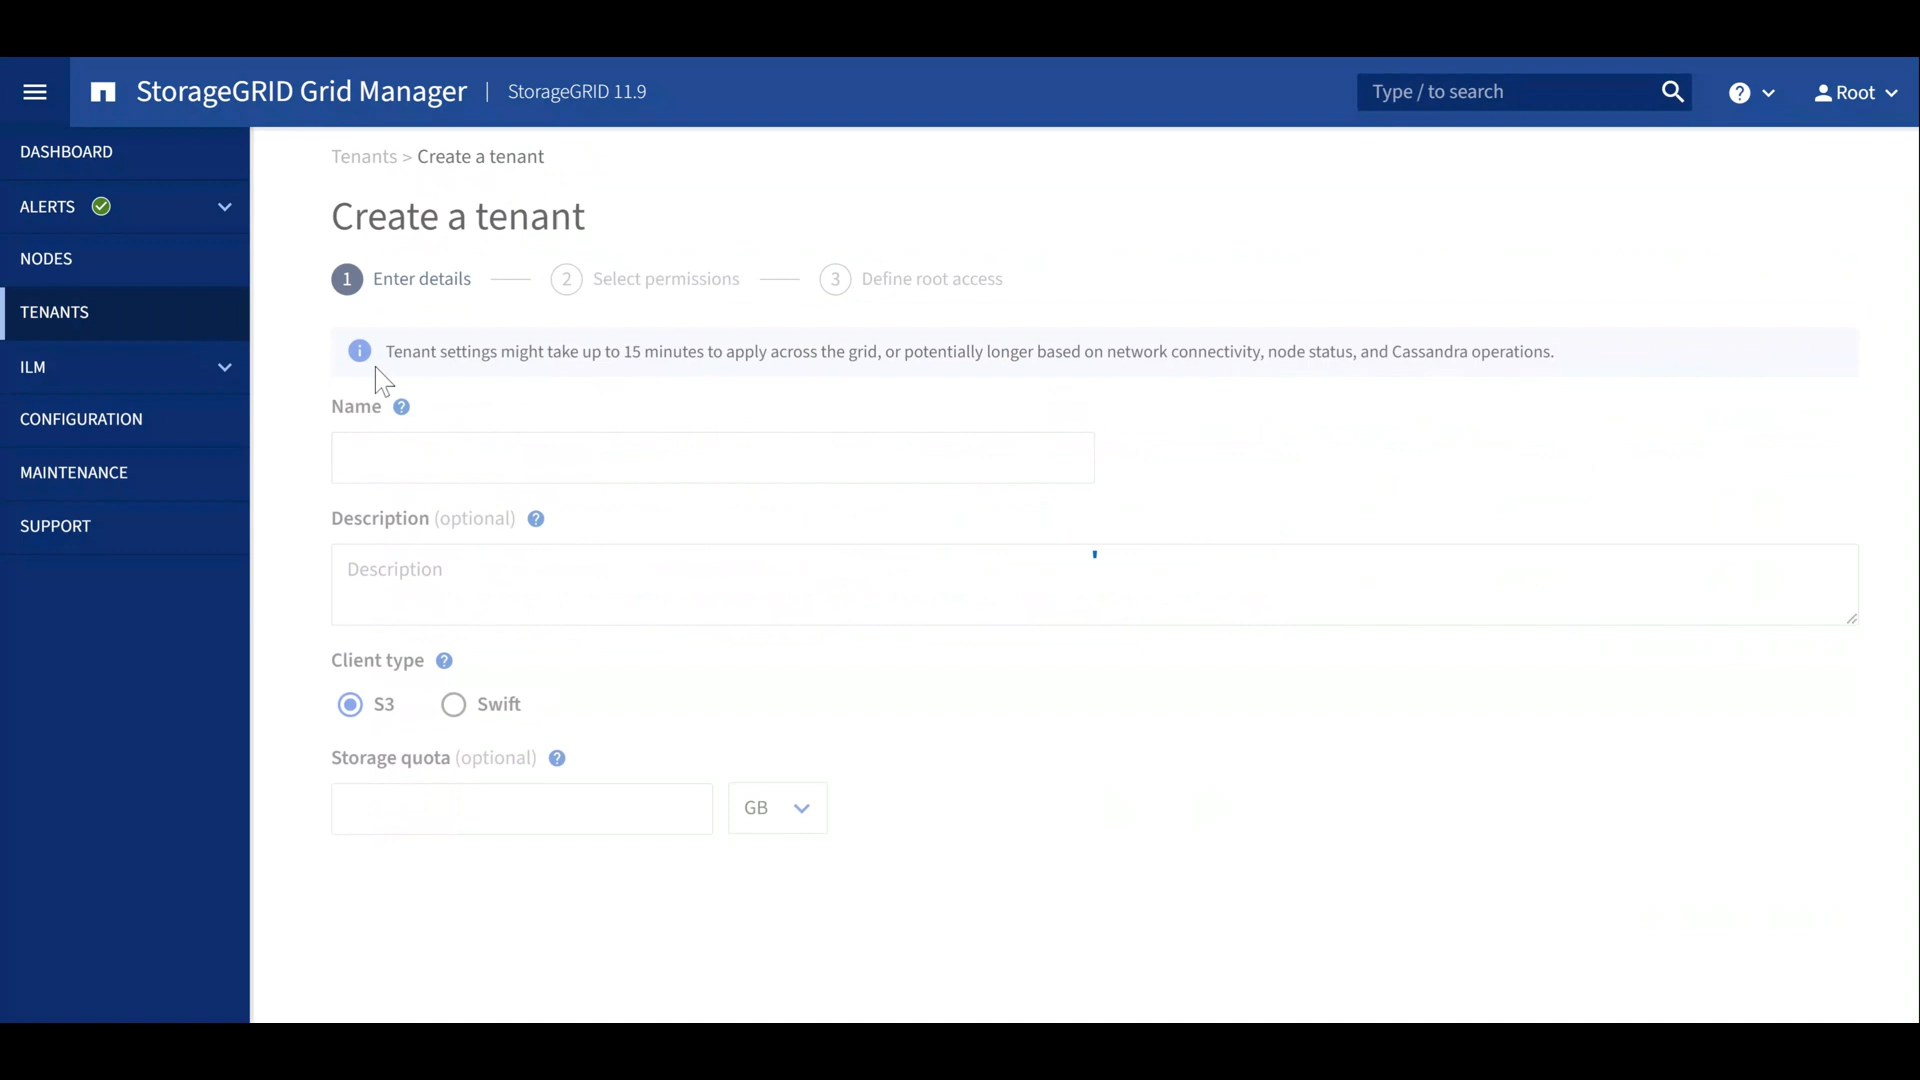 StorageGRID Grid Manager | StorageGRID 11.9
Type / to search
Root
DASHBOARD
ALERTS
NODES
TENANTS
ILM
CONFIGURATION
MAINTENANCE
SUPPORT
Tenants > Create a tenant
Create a tenant
1 Enter details
2 Select permissions
3 Define root access
Tenant settings might take up to 15 minutes to apply across the grid, or potentially longer based on network connectivity, node status, and Cassandra operations.
Name
Description (optional)
Description
Client type
S3
Swift
Storage quota (optional)
GB